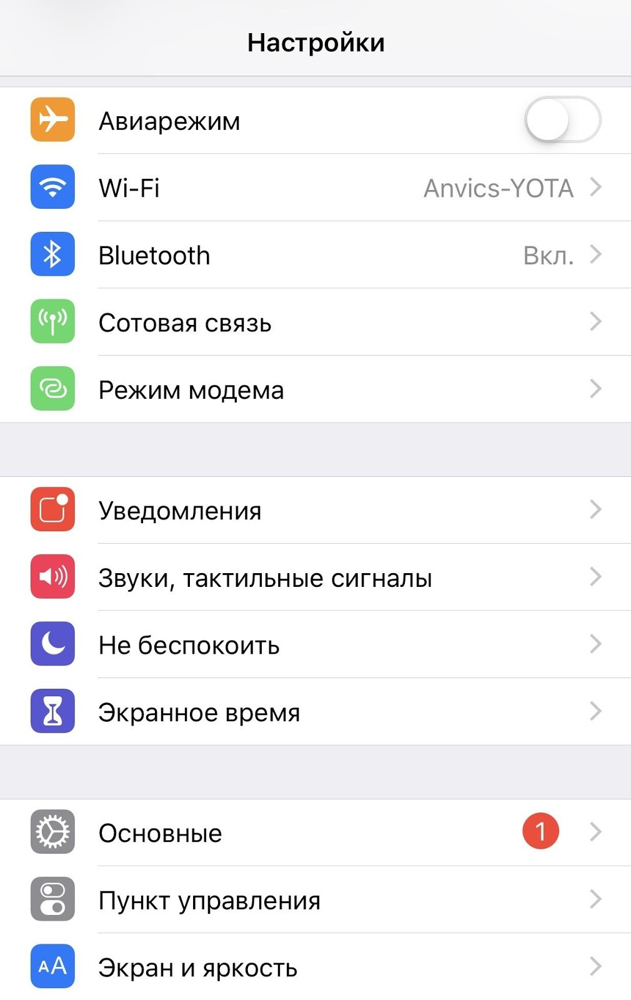 Настройки
Авиарежим
Wi-Fi Anvics-YOTA
Bluetooth Вкл.
Сотовая связь
Режим модема
Уведомления
Звуки, тактильные сигналы
Не беспокоить
Экранное время
Основные 1
Пункт управления
AA Экран и яркость